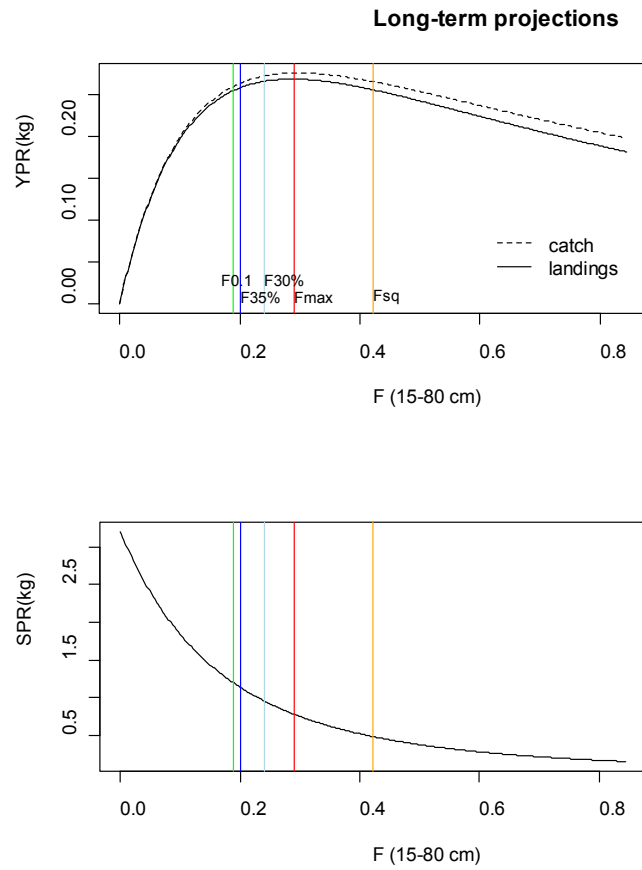 Long-term projections
YPR(kg)
0.20
0.10
0.00
catch
landings
F0.1 F30%
F35% Fmax Fsq
0.0 0.2 0.4 0.6 0.8
F (15-80 cm)
SPR(kg)
2.5
1.5
0.5
0.0 0.2 0.4 0.6 0.8
F (15-80 cm)